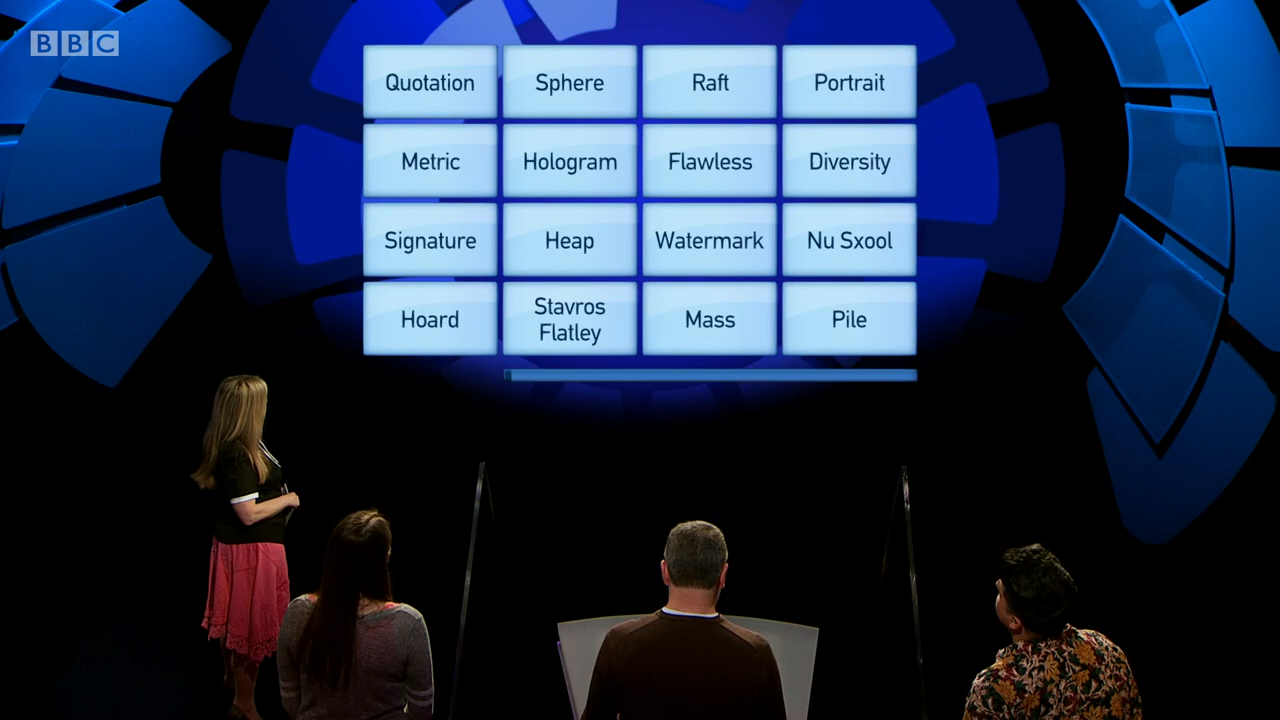 BBC
Quotation Sphere Raft Portrait
Metric Hologram Flawless Diversity
Signature Heap Watermark Nu Sxool
Hoard Stavros Flatley Mass Pile